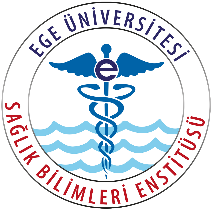 EGE ÜNİVERSİTESİ
e
SAĞLIK BİLİMLERİ ENSTİTÜSÜ